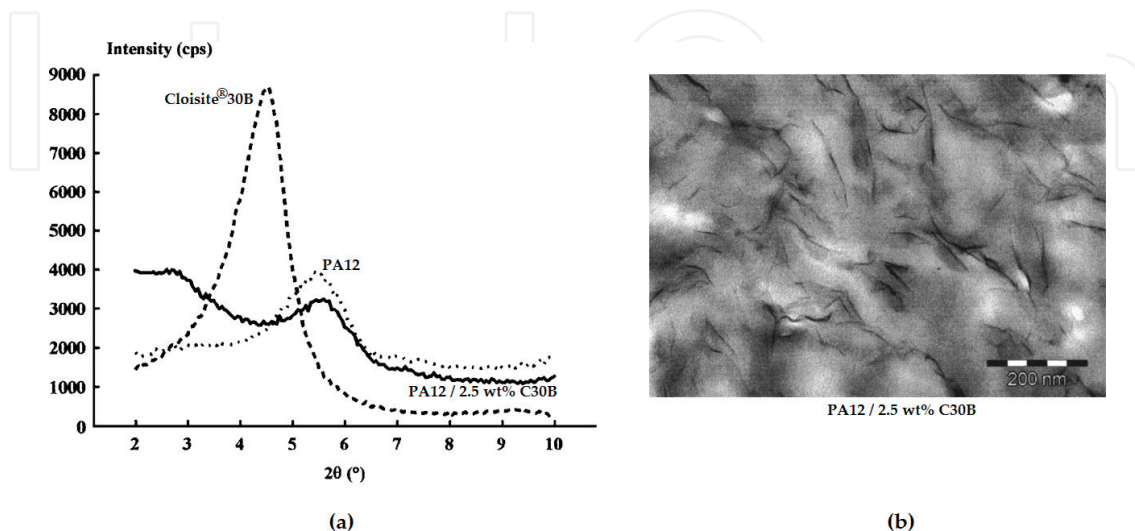 Intensity (cps)
9000
8000
7000
6000
5000
4000
3000
2000
1000
0
Cloisite®30B
PA12
PA12 / 2.5 wt% C30B
2 3 4 5 6 7 8 9 10
2θ (°)
(a)
200 nm
PA12 / 2.5 wt% C30B
(b)